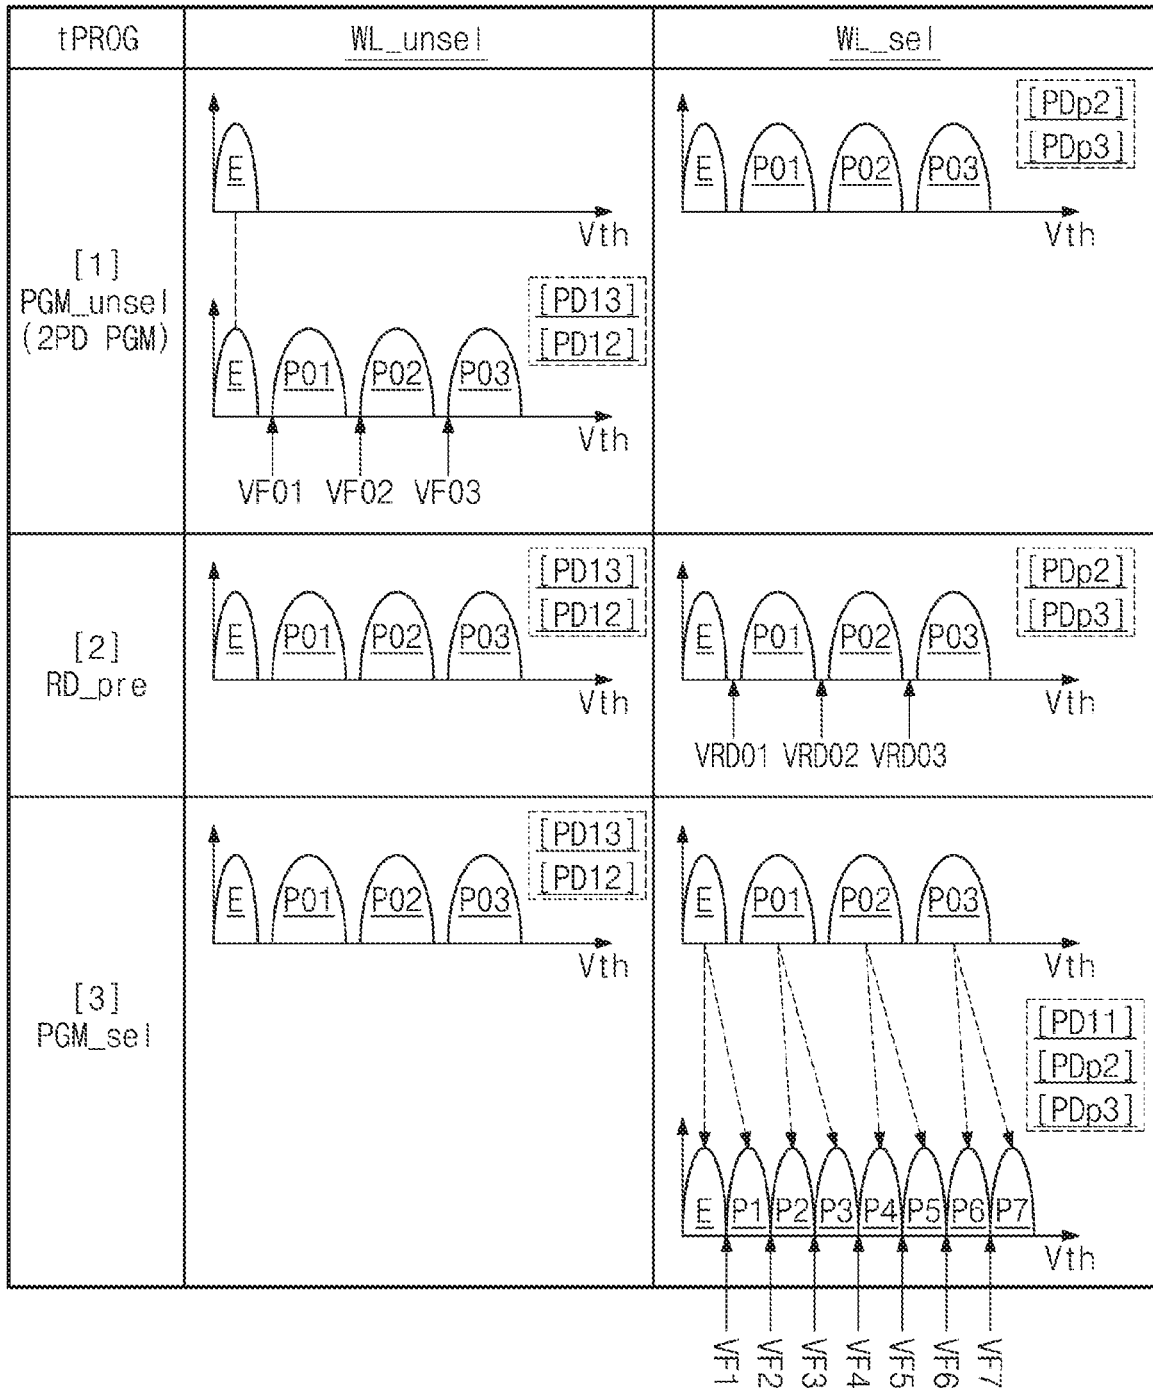 tPROG
WL_unsel
WL_sel
[1]
PGM_unsel
(2PD PGM)
E
Vth
[PD13]
[PD12]
E P01 P02 P03
Vth
VF01 VF02 VF03
[PDp2]
[PDp3]
E P01 P02 P03
Vth
[2]
RD_pre
[PD13]
[PD12]
E P01 P02 P03
Vth
[PDp2]
[PDp3]
E P01 P02 P03
Vth
VRD01 VRD02 VRD03
[3]
PGM_sel
[PD13]
[PD12]
E P01 P02 P03
Vth
E P01 P02 P03
Vth
[PD11]
[PDp2]
[PDp3]
E P1 P2 P3 P4 P5 P6 P7
Vth
VF1
VF2
VF3
VF4
VF5
VF6
VF7